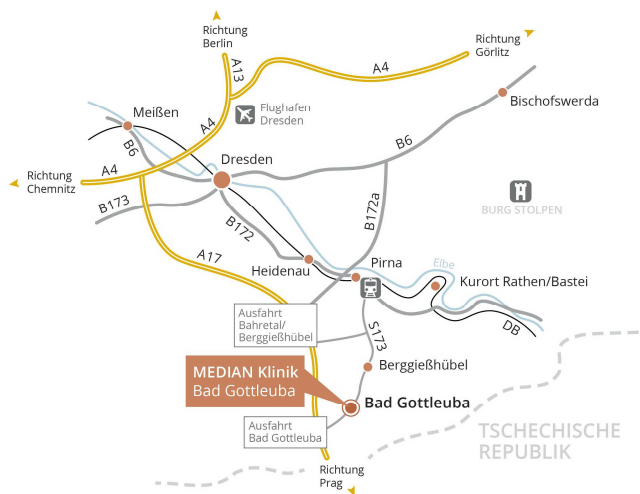 Richtung
Berlin
Richtung
Görlitz
A13
A4
Flughafen
Dresden
Bischofswerda
Meißen
A4
B6
B6
Dresden
A4
Richtung
Chemnitz
B173
B172
B172a
BURG STOLPEN
A17
Heidenau
Pirna
Elbe
Kurort Rathen/Bastei
Ausfahrt
Bahretal/
Berggießhübel
S173
DB
MEDIAN Klinik
Bad Gottleuba
Berggießhübel
Bad Gottleuba
Ausfahrt
Bad Gottleuba
TSCHECHISCHE
REPUBLIK
Richtung
Prag